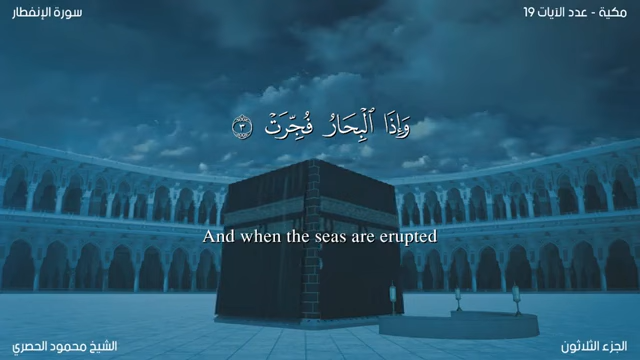 سورة الإنفطار
مكية - عدد الآيات 19
وَإِذَا ٱلْبِحَارُ فُجِّرَتْ ٣
And when the seas are erupted
الشيخ محمود الحصري
الجزء الثلاثون